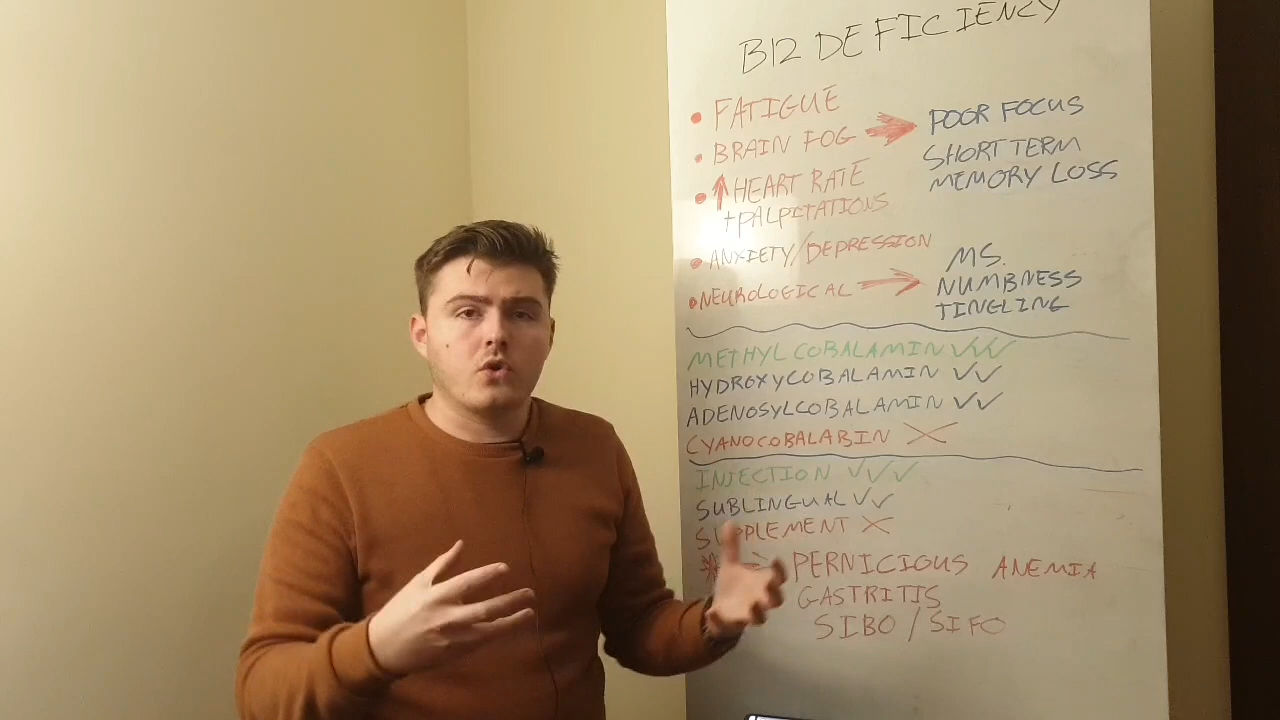 B12 DEFICIENCY
• FATIGUE
• BRAIN FOG → POOR FOCUS
SHORT TERM
MEMORY LOSS
• ↑ HEART RATE
+ PALPITATIONS
• ANXIETY/DEPRESSION
• NEUROLOGICAL → MS.
NUMBNESS
TINGLING
METHYLCOBALAMIN ✓✓✓
HYDROXYCOBALAMIN ✓✓
ADENOSYLCOBALAMIN ✓✓
CYANOCOBALABIN ✗
INJECTION ✓✓✓
SUBLINGUAL ✓✓
SUPPLEMENT ✗
PERNICIOUS ANEMIA
GASTRITIS
SIBO / SIFO